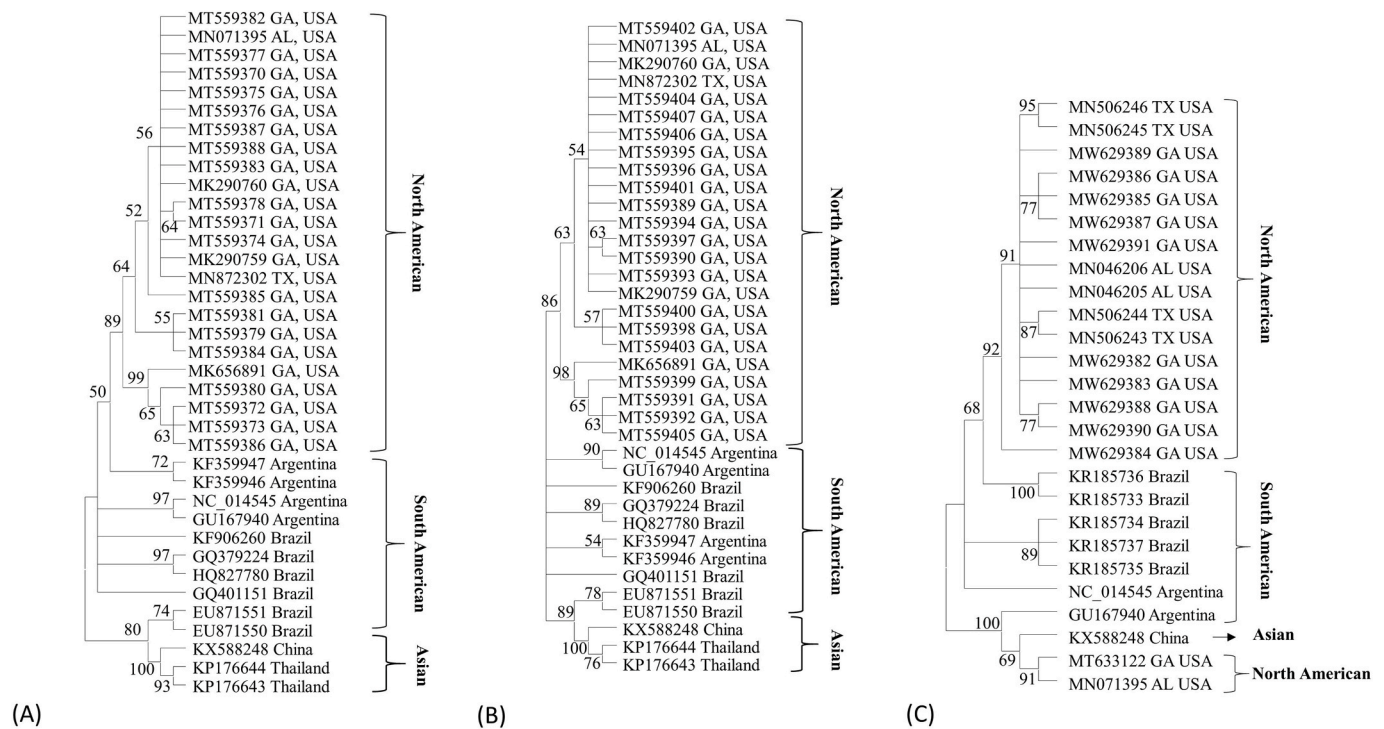 MT559382 GA, USA
MN071395 AL, USA
MT559377 GA, USA
MT559370 GA, USA
MT559375 GA, USA
MT559376 GA, USA
56
MT559387 GA, USA
MT559388 GA, USA
MT559383 GA, USA
MK290760 GA, USA
MT559378 GA, USA
52
64
MT559371 GA, USA
MT559374 GA, USA
MK290759 GA, USA
64
MN872302 TX, USA
MT559385 GA, USA
55
MT559381 GA, USA
89
MT559379 GA, USA
MT559384 GA, USA
99
MK656891 GA, USA
50
MT559380 GA, USA
65
MT559372 GA, USA
MT559373 GA, USA
63
MT559386 GA, USA
North American
72
KF359947 Argentina
KF359946 Argentina
97
NC_014545 Argentina
GU167940 Argentina
KF906260 Brazil
97
GQ379224 Brazil
HQ827780 Brazil
GQ401151 Brazil
74
EU871551 Brazil
80
EU871550 Brazil
South American
KX588248 China
100
KP176644 Thailand
93
KP176643 Thailand
Asian
(A)
MT559402 GA, USA
MN071395 AL, USA
MK290760 GA, USA
MN872302 TX, USA
MT559404 GA, USA
MT559407 GA, USA
MT559406 GA, USA
54
MT559395 GA, USA
MT559396 GA, USA
MT559401 GA, USA
MT559389 GA, USA
MT559394 GA, USA
63
63
MT559397 GA, USA
MT559390 GA, USA
MT559393 GA, USA
MK290759 GA, USA
86
MT559400 GA, USA
57
MT559398 GA, USA
MT559403 GA, USA
MK656891 GA, USA
98
MT559399 GA, USA
65
MT559391 GA, USA
MT559392 GA, USA
63
MT559405 GA, USA
North American
90
NC_014545 Argentina
GU167940 Argentina
KF906260 Brazil
89
GQ379224 Brazil
HQ827780 Brazil
54
KF359947 Argentina
KF359946 Argentina
GQ401151 Brazil
78
EU871551 Brazil
89
EU871550 Brazil
South American
KX588248 China
100
KP176644 Thailand
76
KP176643 Thailand
Asian
(B)
95
MN506246 TX USA
MN506245 TX USA
MW629389 GA USA
MW629386 GA USA
MW629385 GA USA
77
MW629387 GA USA
MW629391 GA USA
91
MN046206 AL USA
MN046205 AL USA
MN506244 TX USA
87
MN506243 TX USA
92
MW629382 GA USA
MW629383 GA USA
MW629388 GA USA
68
77
MW629390 GA USA
MW629384 GA USA
North American
KR185736 Brazil
100
KR185733 Brazil
KR185734 Brazil
KR185737 Brazil
89
KR185735 Brazil
NC_014545 Argentina
100
GU167940 Argentina
South American
KX588248 China
Asian
69
MT633122 GA USA
91
MN071395 AL USA
North American
(C)